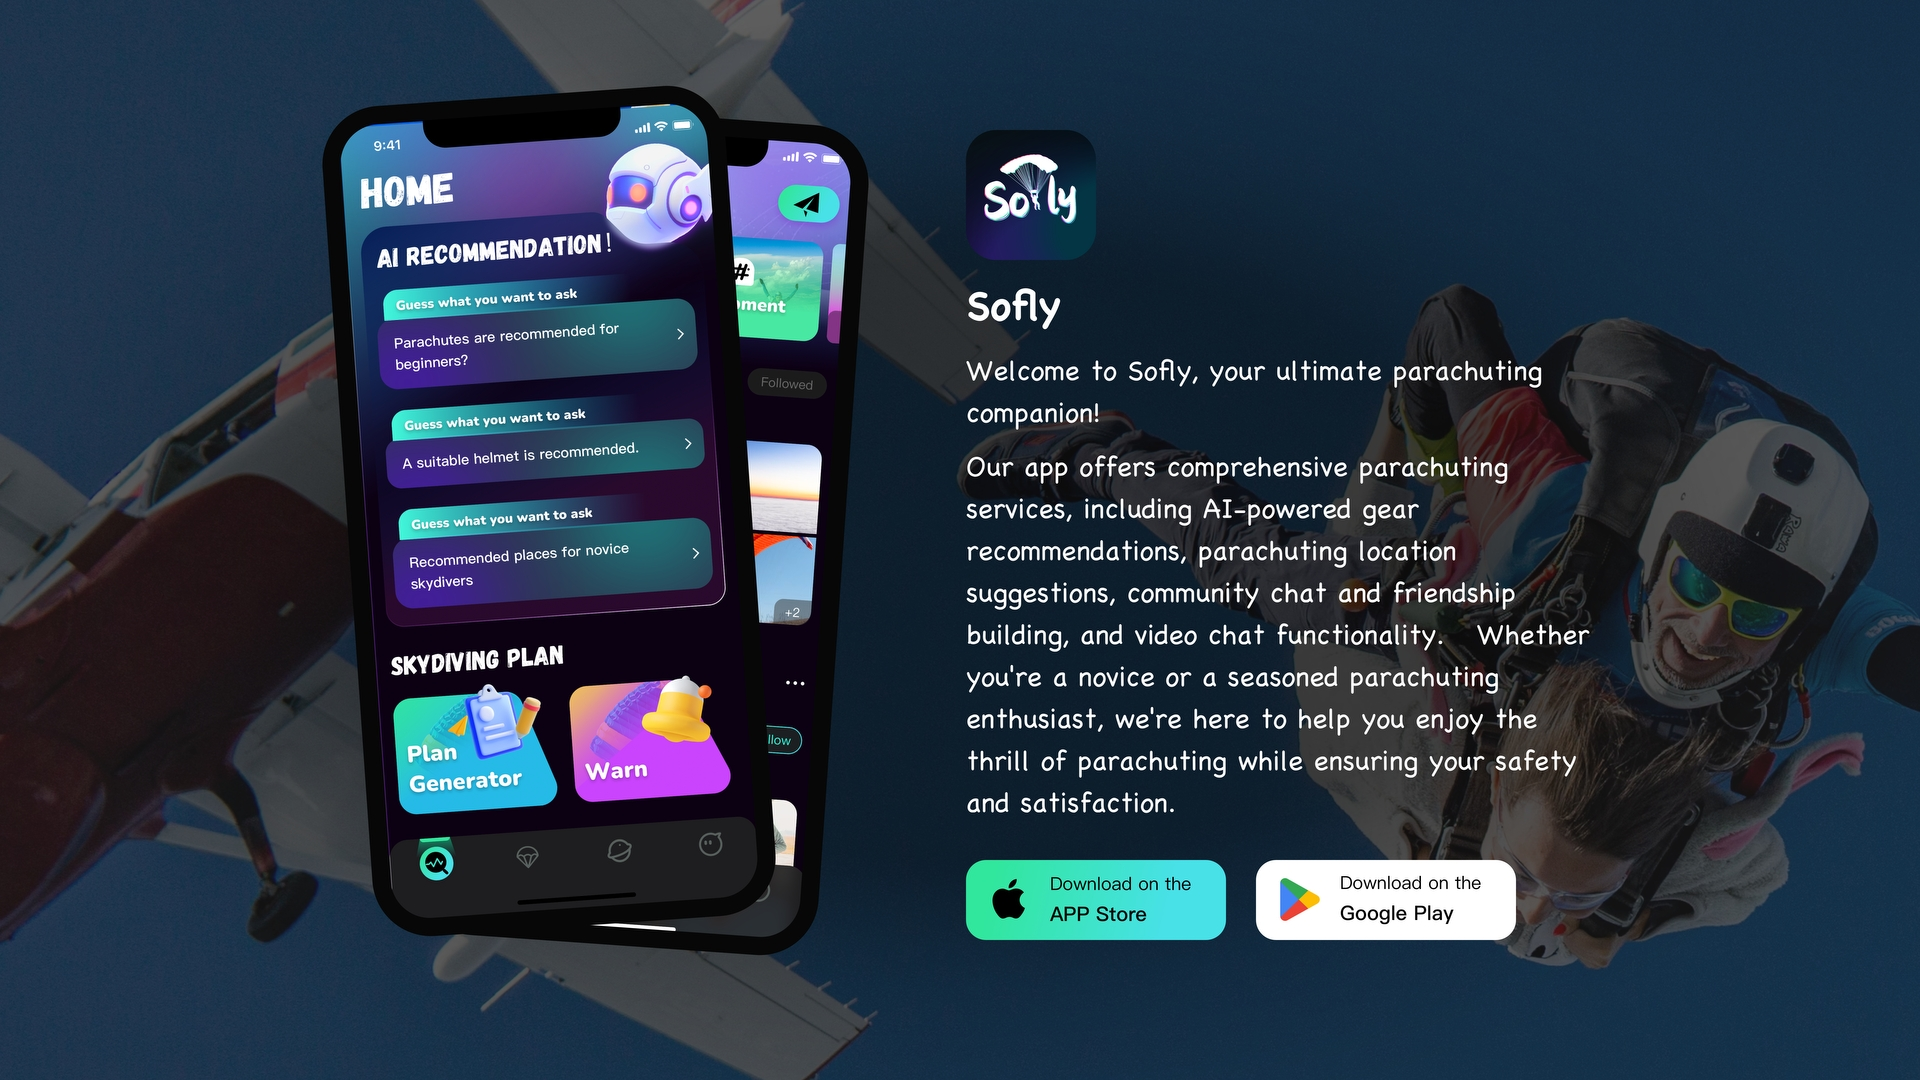 9:41
HOME
AI RECOMMENDATION!
Guess what you want to ask
Parachutes are recommended for
beginners?
Guess what you want to ask
A suitable helmet is recommended.
Guess what you want to ask
Recommended places for novice
skydivers
SKYDIVING PLAN
Plan
Generator
Warn
#
ment
Followed
+2
llow
Sofly
Sofly
Welcome to Sofly, your ultimate parachuting
companion!
Our app offers comprehensive parachuting
services, including AI-powered gear
recommendations, parachuting location
suggestions, community chat and friendship
building, and video chat functionality. Whether
you're a novice or a seasoned parachuting
enthusiast, we're here to help you enjoy the
thrill of parachuting while ensuring your safety
and satisfaction.
Download on the
APP Store
Download on the
Google Play